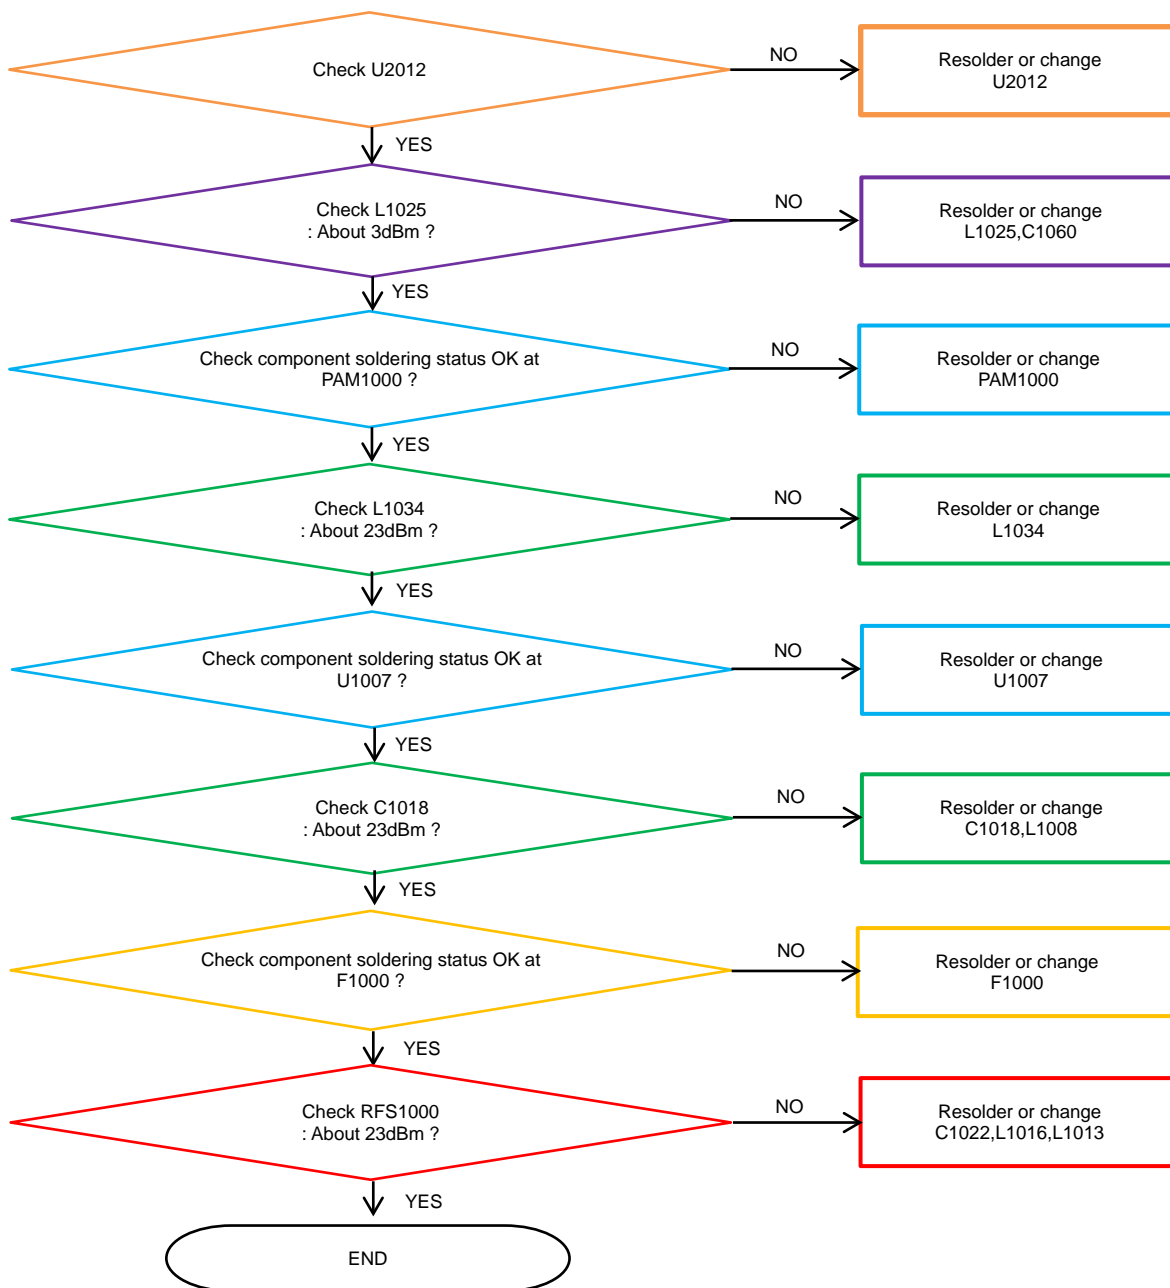 Check U2012
NO
Resolder or change
U2012
YES
Check L1025
: About 3dBm ?
NO
Resolder or change
L1025,C1060
YES
Check component soldering status OK at
PAM1000 ?
NO
Resolder or change
PAM1000
YES
Check L1034
: About 23dBm ?
NO
Resolder or change
L1034
YES
Check component soldering status OK at
U1007 ?
NO
Resolder or change
U1007
YES
Check C1018
: About 23dBm ?
NO
Resolder or change
C1018,L1008
YES
Check component soldering status OK at
F1000 ?
NO
Resolder or change
F1000
YES
Check RFS1000
: About 23dBm ?
NO
Resolder or change
C1022,L1016,L1013
YES
END